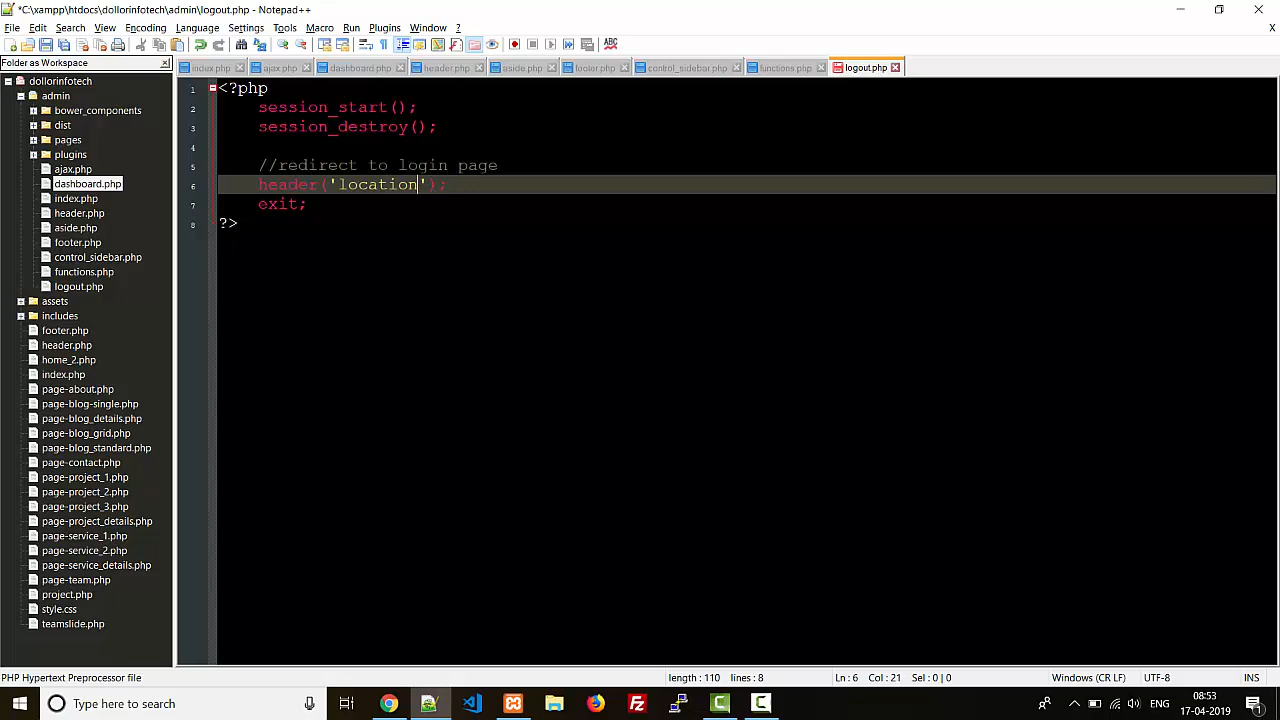 *C:\xampp\htdocs\dollorinfotech\admin\logout.php - Notepad++
File Edit Search View Encoding Language Settings Tools Macro Run Plugins Window ?
X
ABC
Folder as Workspace
index.php ajax.php dashboard.php header.php aside.php footer.php control_sidebar.php functions.php logout.php
dollorinfotech
admin
bower_components
dist
pages
plugins
ajax.php
dashboard.php
index.php
header.php
aside.php
footer.php
control_sidebar.php
functions.php
logout.php
assets
includes
footer.php
header.php
home_2.php
index.php
page-about.php
page-blog-single.php
page-blog_details.php
page-blog_grid.php
page-blog_standard.php
page-contact.php
page-project_1.php
page-project_2.php
page-project_3.php
page-project_details.php
page-service_1.php
page-service_2.php
page-service_details.php
page-team.php
project.php
style.css
teamslide.php
1 <?php
2 session_start();
3 session_destroy();
4
5 //redirect to login page
6 header('location');
7 exit;
8 ?>
PHP Hypertext Preprocessor file length : 110 lines : 8 Ln : 6 Col : 21 Sel : 0 | 0 Windows (CR LF) UTF-8 INS
Type here to search
Fz
ENG
08:53
17-04-2019
1